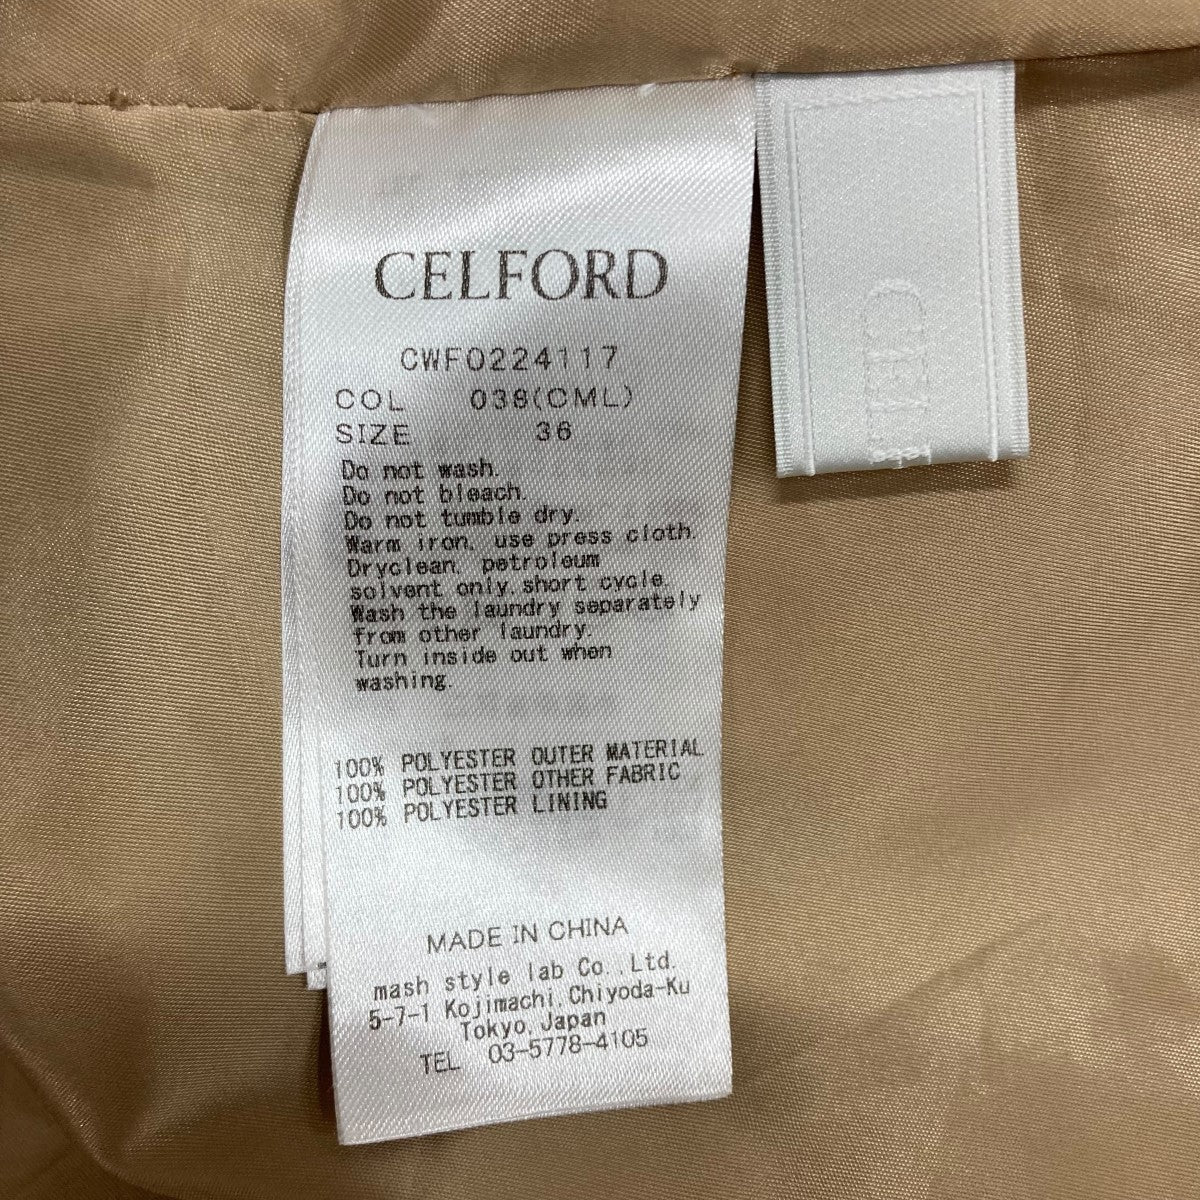 CELFORD
CWF0224117
COL 038(CML)
SIZE 36
Do not wash.
Do not bleach.
Do not tumble dry.
Warm iron, use press cloth.
Dryclean, petroleum
solvent only.short cycle.
Wash the laundry separately
from other laundry.
Turn inside out when
washing.
100% POLYESTER OUTER MATERIAL
100% POLYESTER OTHER FABRIC
100% POLYESTER LINING
MADE IN CHINA
mash style lab Co.,Ltd.
5-7-1 Kojimachi,Chiyoda-Ku
Tokyo,Japan
TEL 03-5778-4105